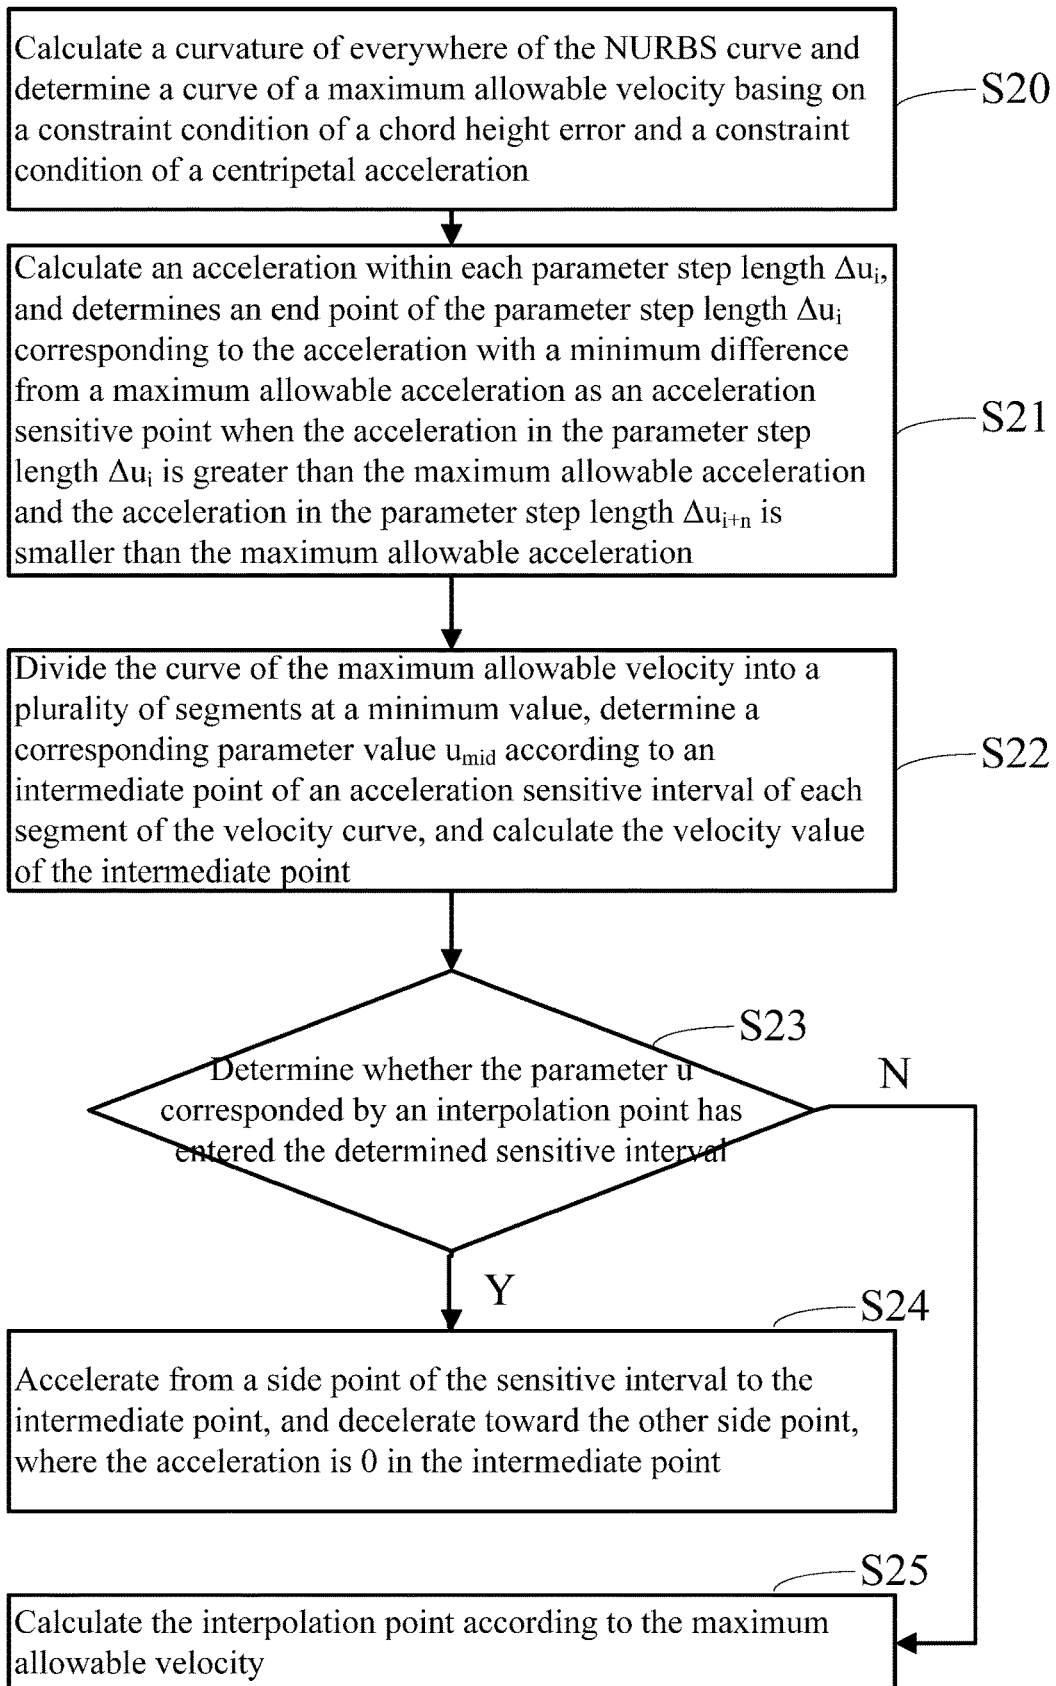 Calculate a curvature of everywhere of the NURBS curve and
determine a curve of a maximum allowable velocity basing on
a constraint condition of a chord height error and a constraint
condition of a centripetal acceleration
S20
Calculate an acceleration within each parameter step length Δuᵢ,
and determines an end point of the parameter step length Δuᵢ
corresponding to the acceleration with a minimum difference
from a maximum allowable acceleration as an acceleration
sensitive point when the acceleration in the parameter step
length Δuᵢ is greater than the maximum allowable acceleration
and the acceleration in the parameter step length Δuᵢ₊ₙ is
smaller than the maximum allowable acceleration
S21
Divide the curve of the maximum allowable velocity into a
plurality of segments at a minimum value, determine a
corresponding parameter value u_mid according to an
intermediate point of an acceleration sensitive interval of each
segment of the velocity curve, and calculate the velocity value
of the intermediate point
S22
S23
Determine whether the parameter u
corresponded by an interpolation point has
entered the determined sensitive interval
N
Y
S24
Accelerate from a side point of the sensitive interval to the
intermediate point, and decelerate toward the other side point,
where the acceleration is 0 in the intermediate point
S25
Calculate the interpolation point according to the maximum
allowable velocity